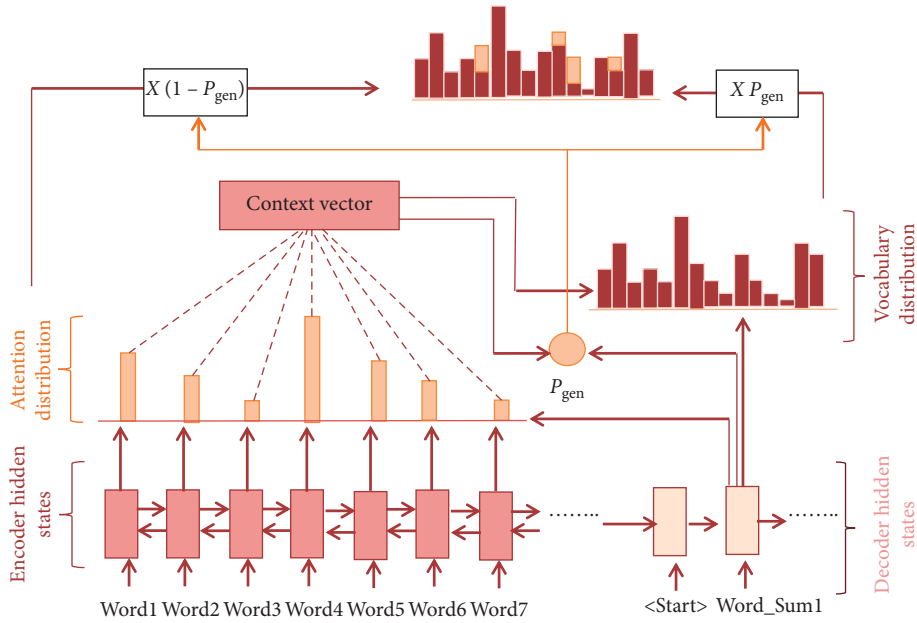 X (1 – P_gen)
X P_gen
Context vector
Vocabulary
distribution
Attention
distribution
P_gen
Encoder hidden
states
Decoder hidden
states
Word1 Word2 Word3 Word4 Word5 Word6 Word7 <Start> Word_Sum1